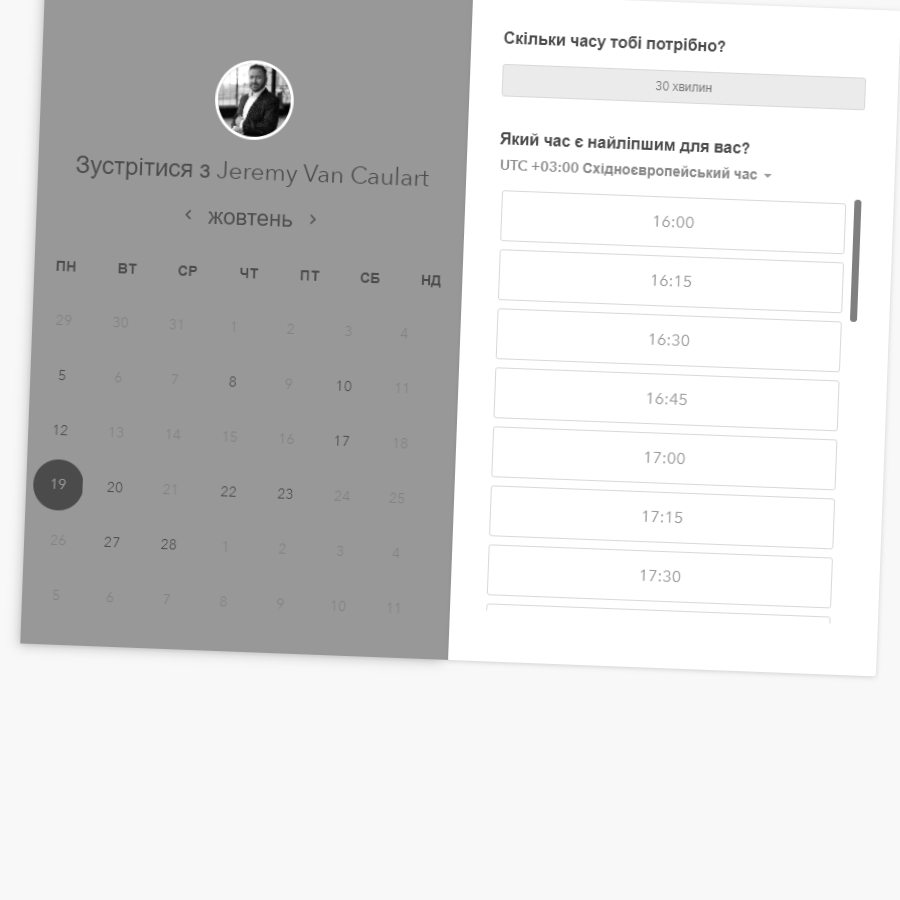 Зустрітися з Jeremy Van Caulart
жовтень
ПН ВТ СР ЧТ ПТ СБ НД
29 30 31 1 2 3 4
5 6 7 8 9 10 11
12 13 14 15 16 17 18
19 20 21 22 23 24 25
26 27 28 1 2 3 4
5 6 7 8 9 10 11
Скільки часу тобі потрібно?
30 хвилин
Який час є найліпшим для вас?
UTC +03:00 Східноєвропейський час
16:00
16:15
16:30
16:45
17:00
17:15
17:30